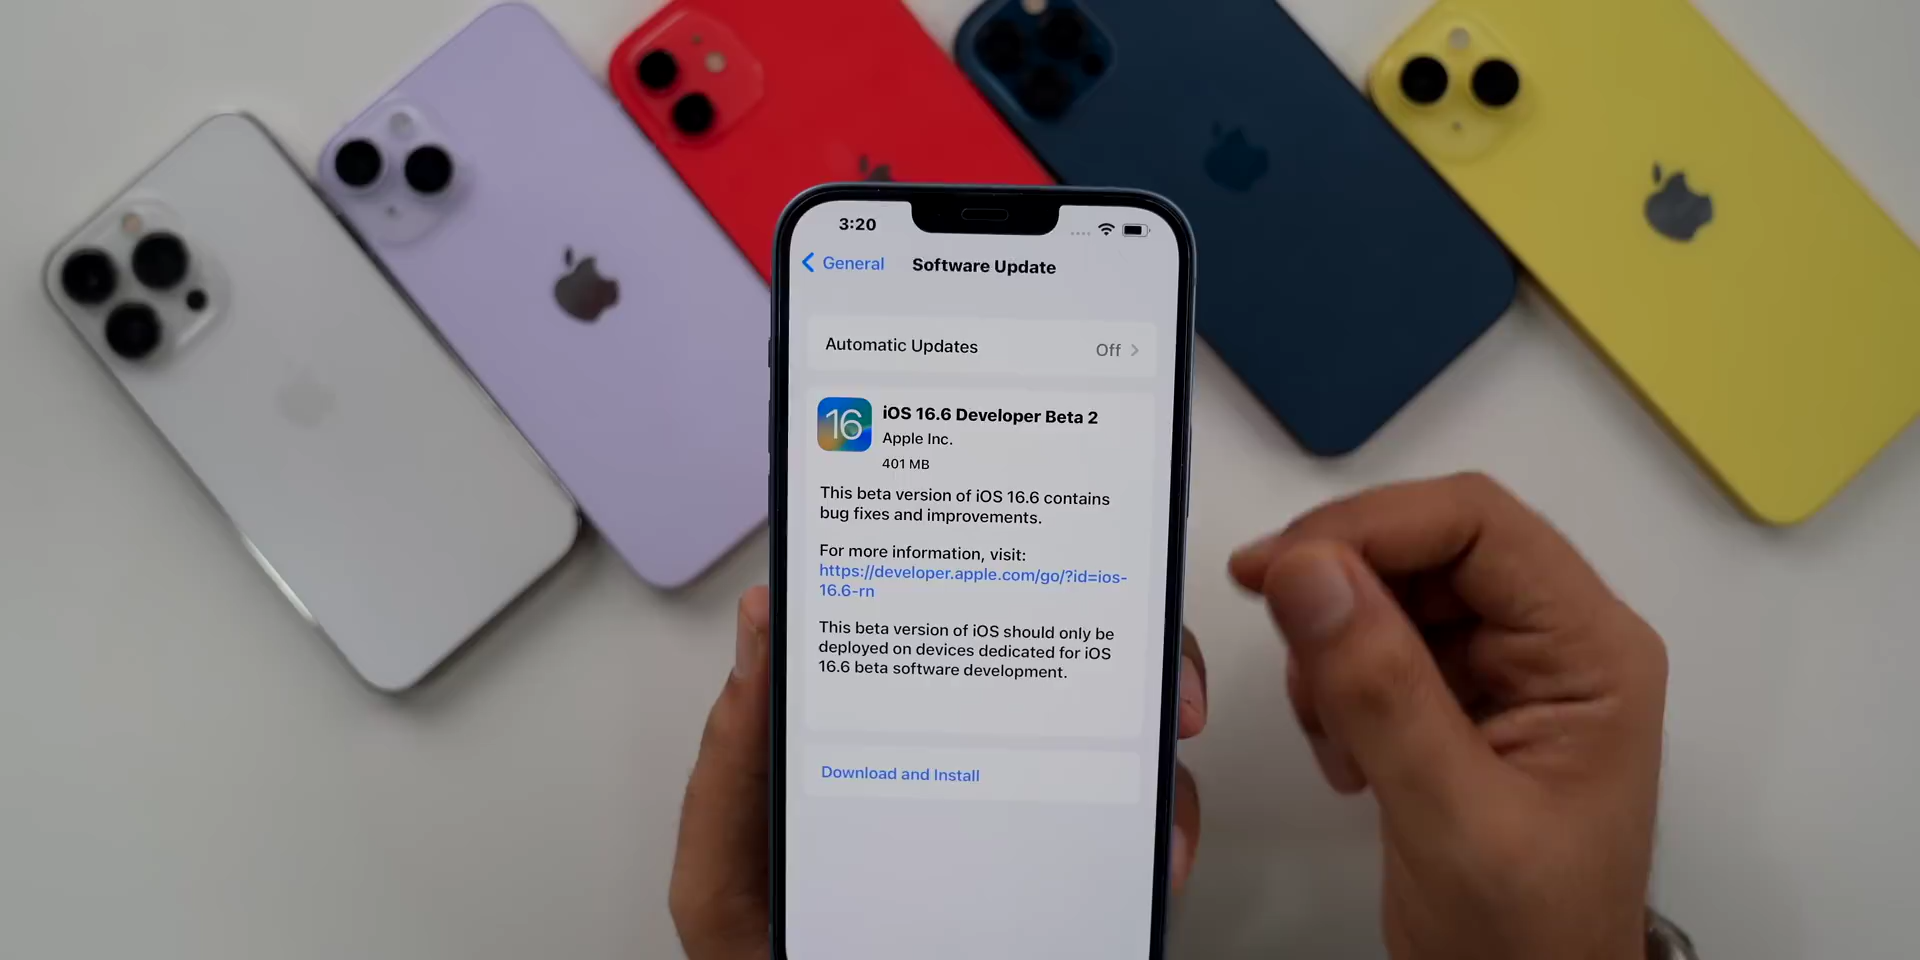 3:20
General
Software Update
Automatic Updates
Off
16
iOS 16.6 Developer Beta 2
Apple Inc.
401 MB
This beta version of iOS 16.6 contains
bug fixes and improvements.
For more information, visit:
https://developer.apple.com/go/?id=ios-
16.6-rn
This beta version of iOS should only be
deployed on devices dedicated for iOS
16.6 beta software development.
Download and Install